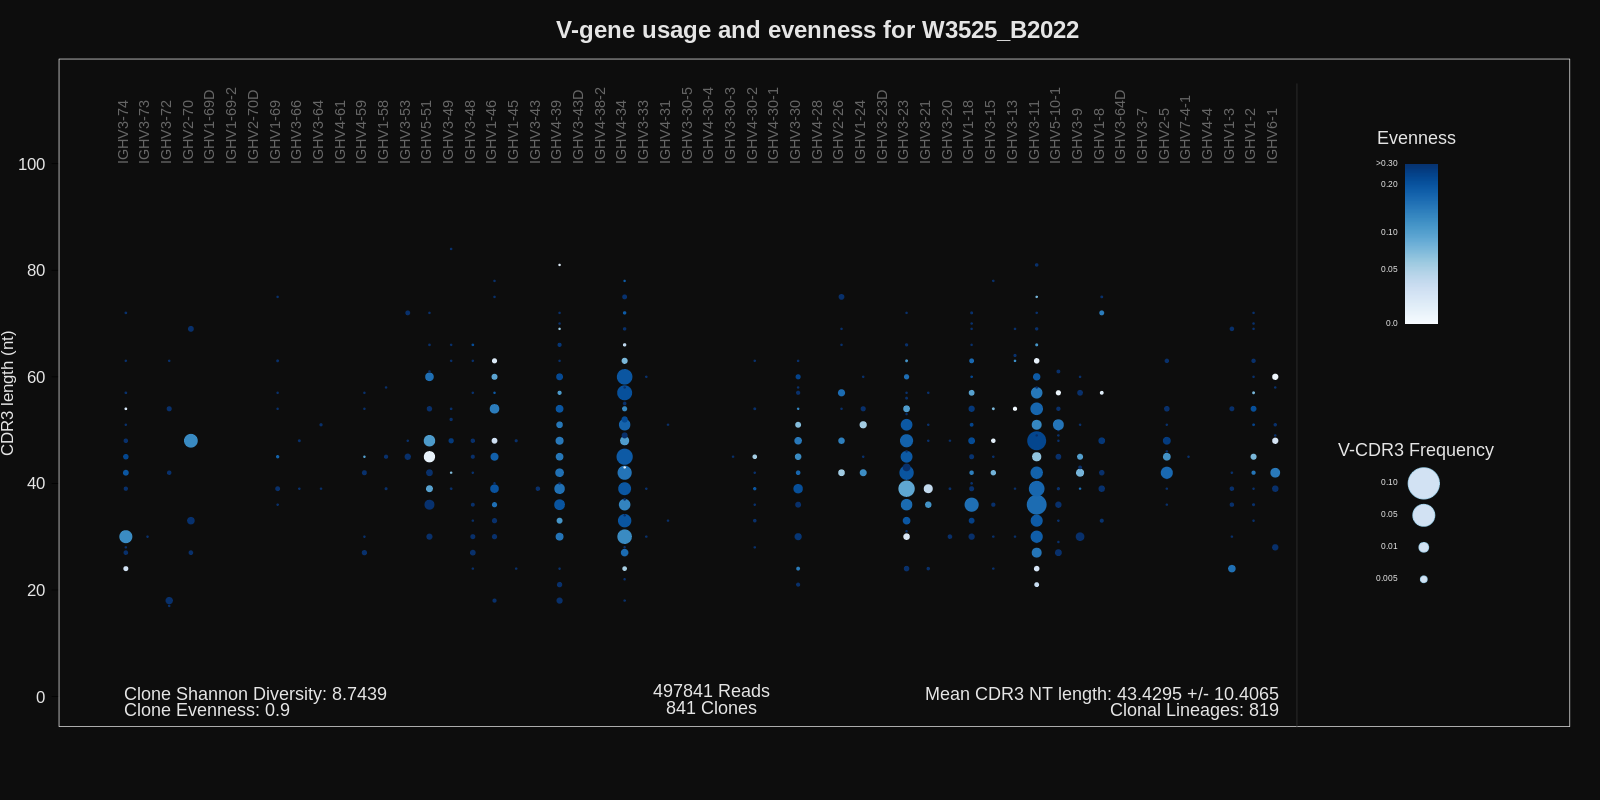 V-gene usage and evenness for W3525_B2022
IGHV3-74
IGHV3-73
IGHV3-72
IGHV2-70
IGHV1-69D
IGHV1-69-2
IGHV2-70D
IGHV1-69
IGHV3-66
IGHV3-64
IGHV4-61
IGHV4-59
IGHV1-58
IGHV3-53
IGHV5-51
IGHV3-49
IGHV3-48
IGHV1-46
IGHV1-45
IGHV3-43
IGHV4-39
IGHV3-43D
IGHV4-38-2
IGHV4-34
IGHV3-33
IGHV4-31
IGHV3-30-5
IGHV4-30-4
IGHV3-30-3
IGHV4-30-2
IGHV4-30-1
IGHV3-30
IGHV4-28
IGHV2-26
IGHV1-24
IGHV3-23D
IGHV3-23
IGHV3-21
IGHV3-20
IGHV1-18
IGHV3-15
IGHV3-13
IGHV3-11
IGHV5-10-1
IGHV3-9
IGHV1-8
IGHV3-64D
IGHV3-7
IGHV2-5
IGHV7-4-1
IGHV4-4
IGHV1-3
IGHV1-2
IGHV6-1
100
80
60
40
20
0
CDR3 length (nt)
Evenness
>0.30
0.20
0.10
0.05
0.0
V-CDR3 Frequency
0.10
0.05
0.01
0.005
Clone Shannon Diversity: 8.7439
Clone Evenness: 0.9
497841 Reads
841 Clones
Mean CDR3 NT length: 43.4295 +/- 10.4065
Clonal Lineages: 819